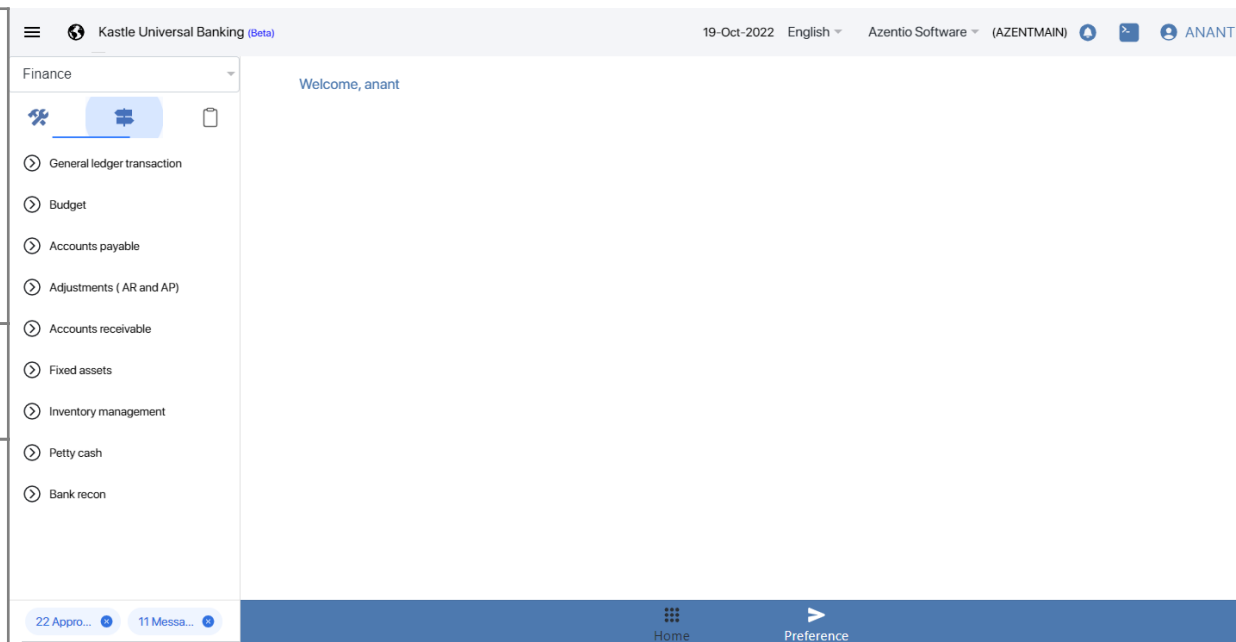 Kastle Universal Banking (Beta)
19-Oct-2022 English Azentio Software (AZENTMAIN) ANANT
Finance
Welcome, anant
General ledger transaction
Budget
Accounts payable
Adjustments ( AR and AP)
Accounts receivable
Fixed assets
Inventory management
Petty cash
Bank recon
22 Appro... 11 Messa...
Home Preference